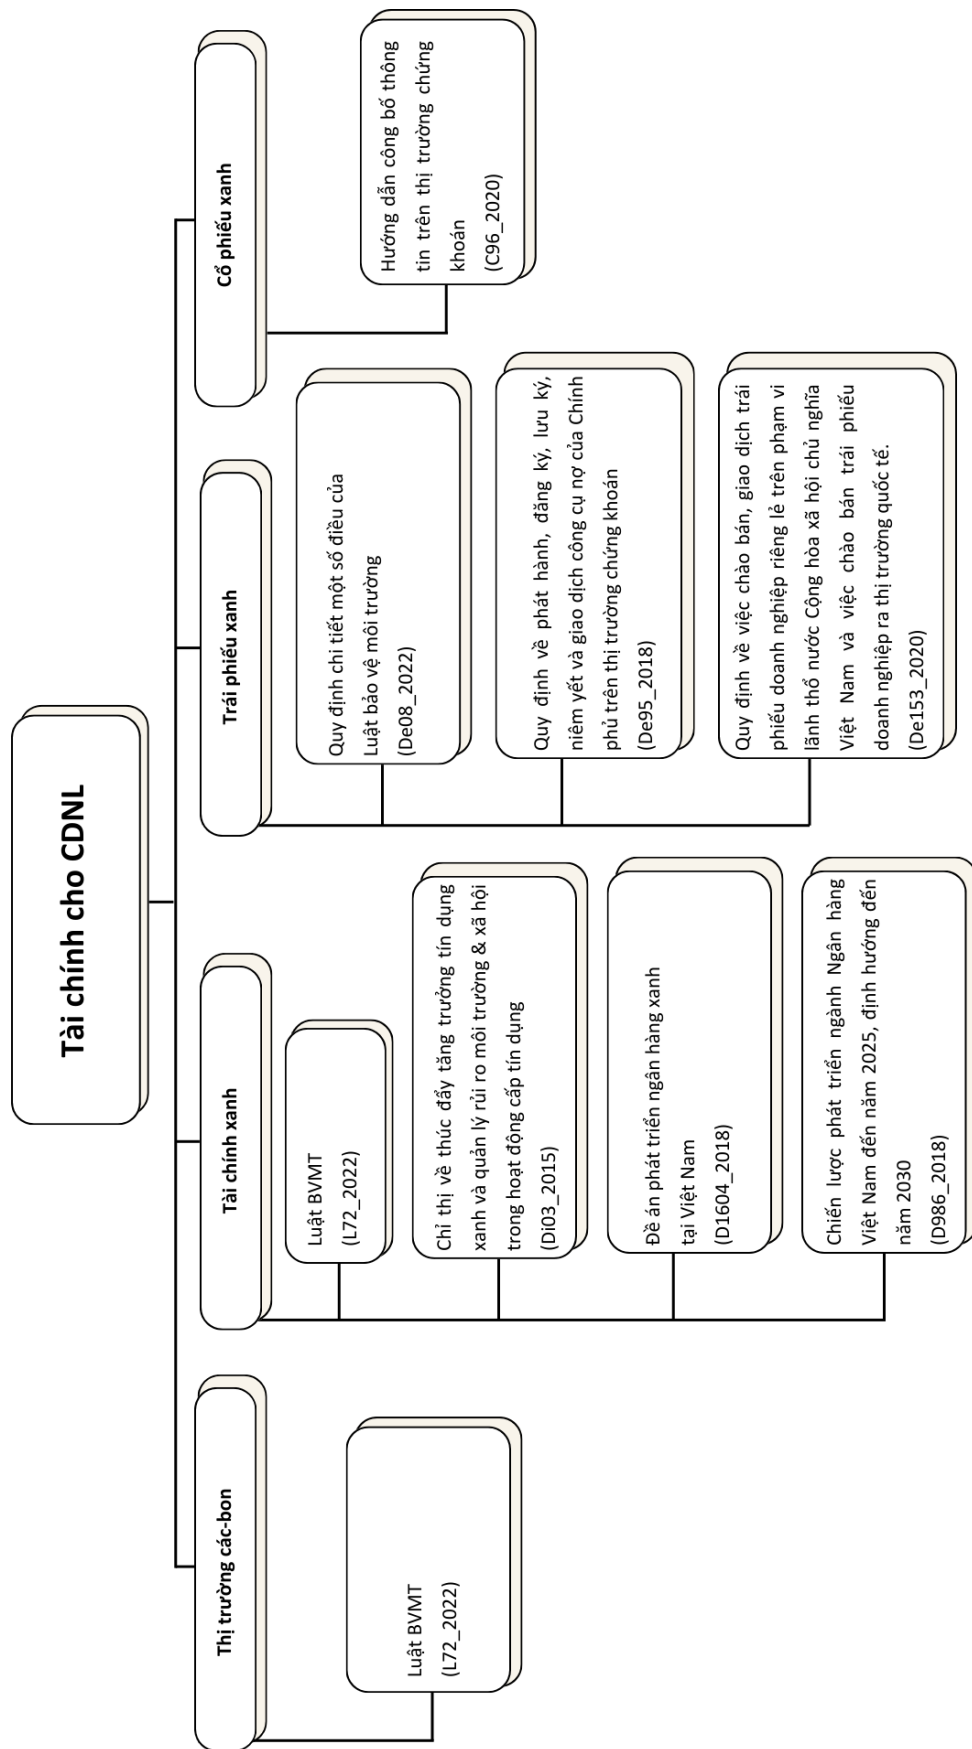 Tài chính cho CDNL
Thị trường các-bon
Luật BVMT
(L72_2022)
Tài chính xanh
Luật BVMT
(L72_2022)
Chỉ thị về thúc đẩy tăng trưởng tín dụng
xanh và quản lý rủi ro môi trường & xã hội
trong hoạt động cấp tín dụng
(Di03_2015)
Đề án phát triển ngân hàng xanh
tại Việt Nam
(D1604_2018)
Chiến lược phát triển ngành Ngân hàng
Việt Nam đến năm 2025, định hướng đến
năm 2030
(D986_2018)
Trái phiếu xanh
Quy định chi tiết một số điều của
Luật bảo vệ môi trường
(De08_2022)
Quy định về phát hành, đăng ký, lưu ký,
niêm yết và giao dịch công cụ nợ của Chính
phủ trên thị trường chứng khoán
(De95_2018)
Quy định về việc chào bán, giao dịch trái
phiếu doanh nghiệp riêng lẻ trên phạm vi
lãnh thổ nước Cộng hòa xã hội chủ nghĩa
Việt Nam và việc chào bán trái phiếu
doanh nghiệp ra thị trường quốc tế.
(De153_2020)
Cổ phiếu xanh
Hướng dẫn công bố thông
tin trên thị trường chứng
khoán
(C96_2020)